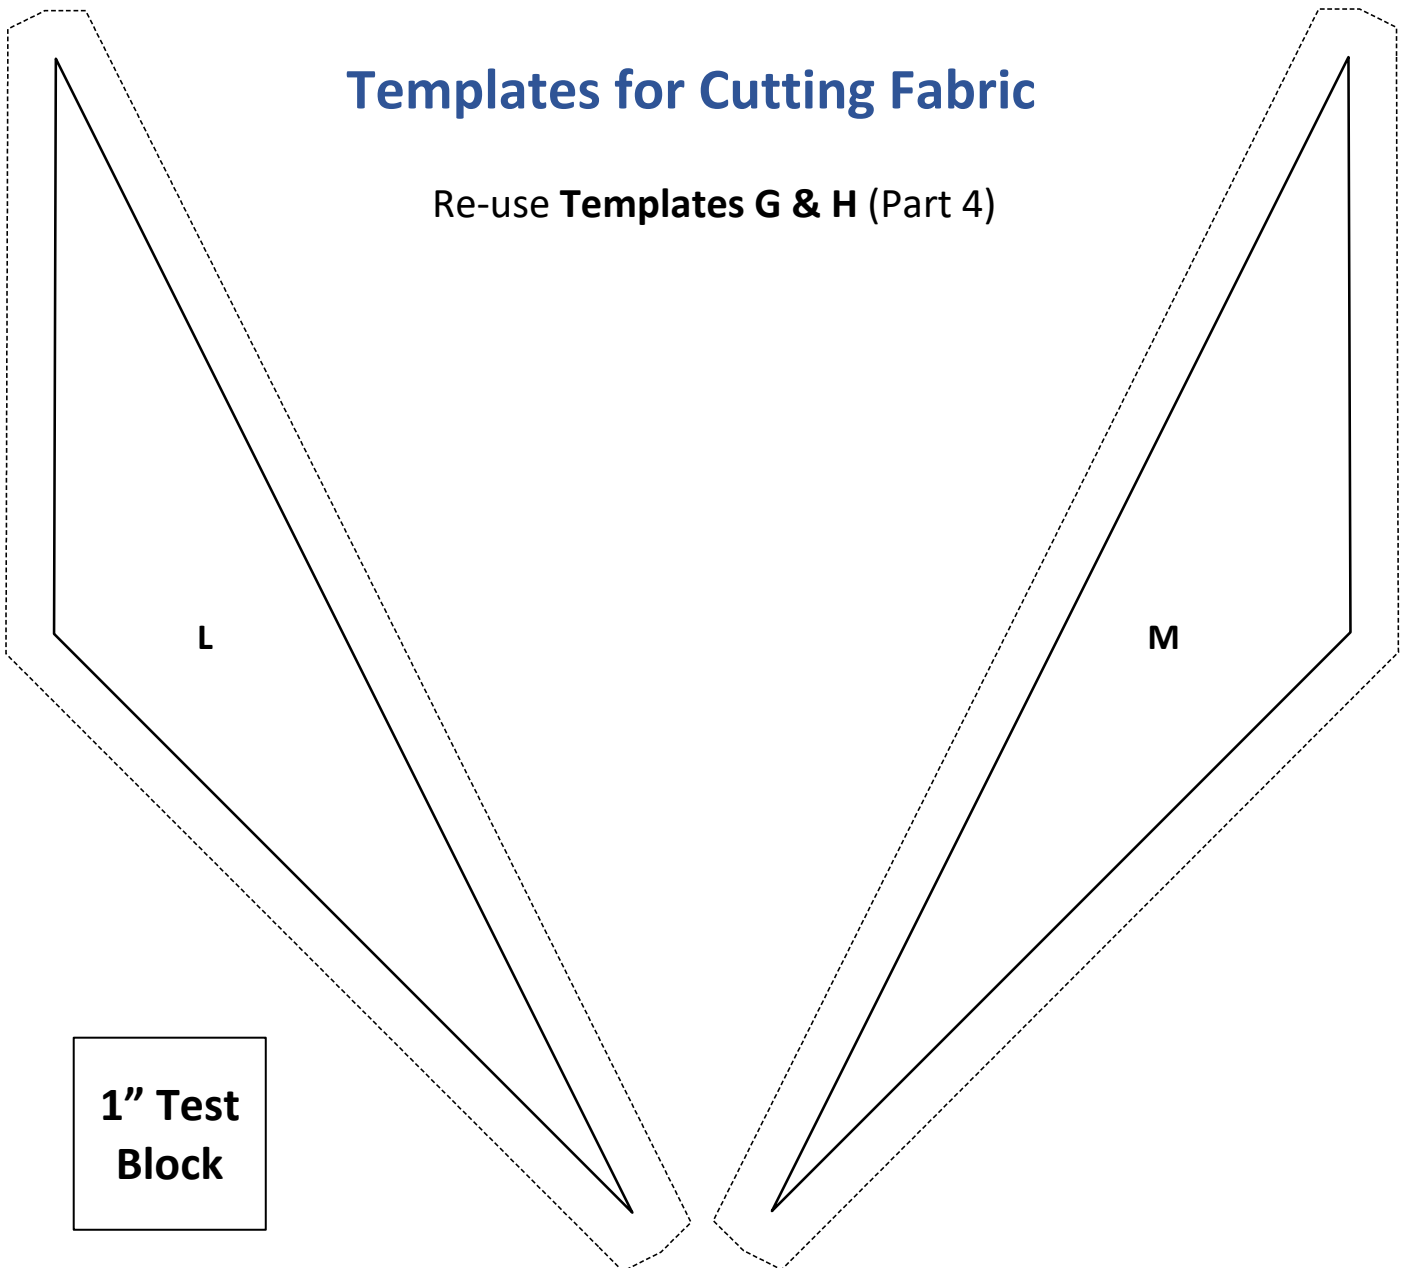 Templates for Cutting Fabric
Re-use Templates G & H (Part 4)
L
M
1” Test
Block